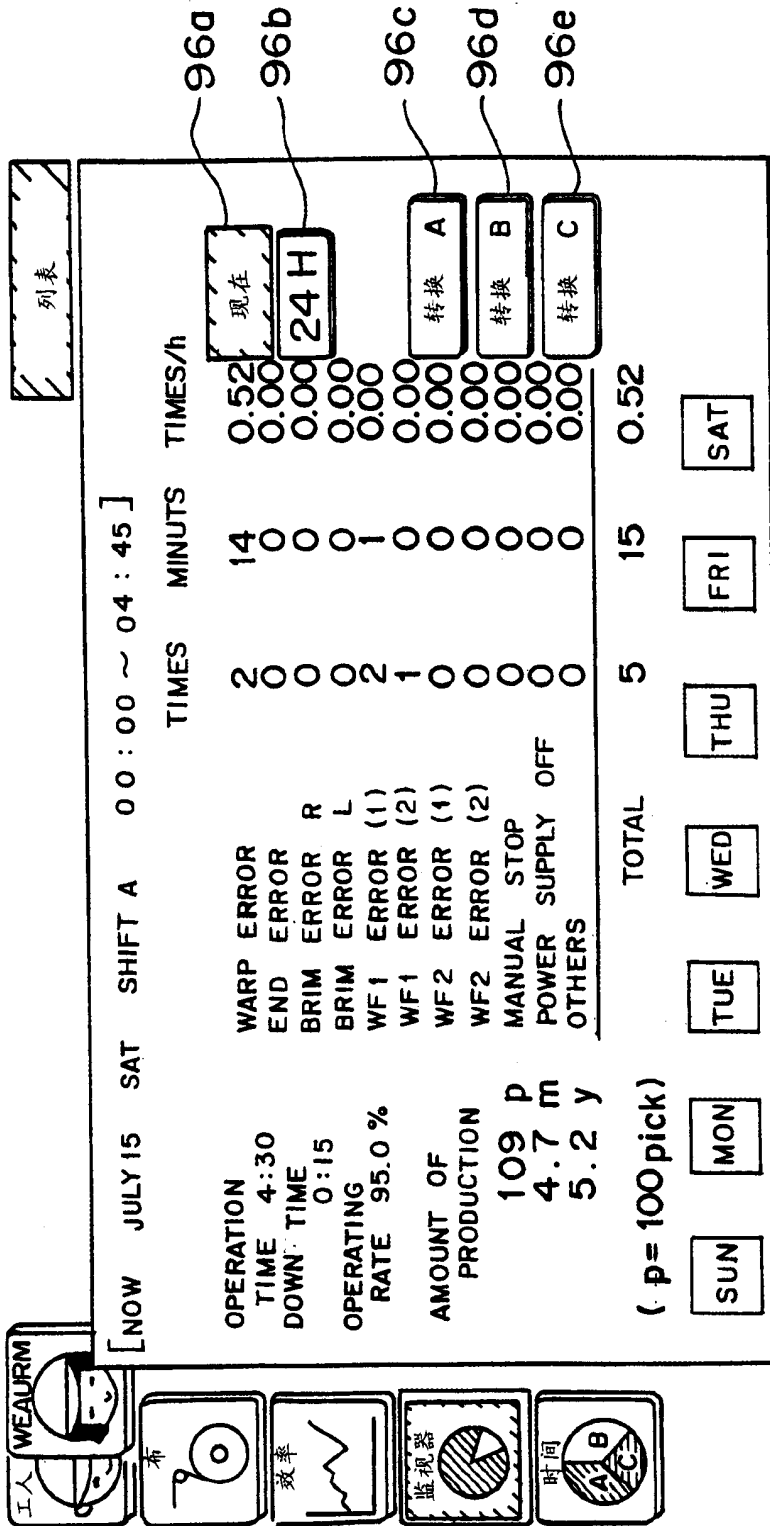 列表
工人
WEAURM
布
效率
监视器
时间
A
B
C
[NOW JULY 15 SAT SHIFT A 00:00 ~ 04:45]
OPERATION
TIME 4:30
DOWN TIME
0:15
OPERATING
RATE 95.0 %
AMOUNT OF
PRODUCTION
109 p
4.7 m
5.2 y
(p=100pick)
TIMES MINUTS TIMES/h
WARP ERROR 2 14 0.52
END ERROR 0 0 0.00
BRIM ERROR R 0 0 0.00
BRIM ERROR L 0 0 0.00
WF1 ERROR (1) 2 1 0.00
WF1 ERROR (2) 1 0 0.00
WF2 ERROR (1) 0 0 0.00
WF2 ERROR (2) 0 0 0.00
MANUAL STOP 0 0 0.00
POWER SUPPLY OFF 0 0 0.00
OTHERS 0 0 0.00
TOTAL 5 15 0.52
现在
24H
转换 A
转换 B
转换 C
96a
96b
96c
96d
96e
SUN MON TUE WED THU FRI SAT